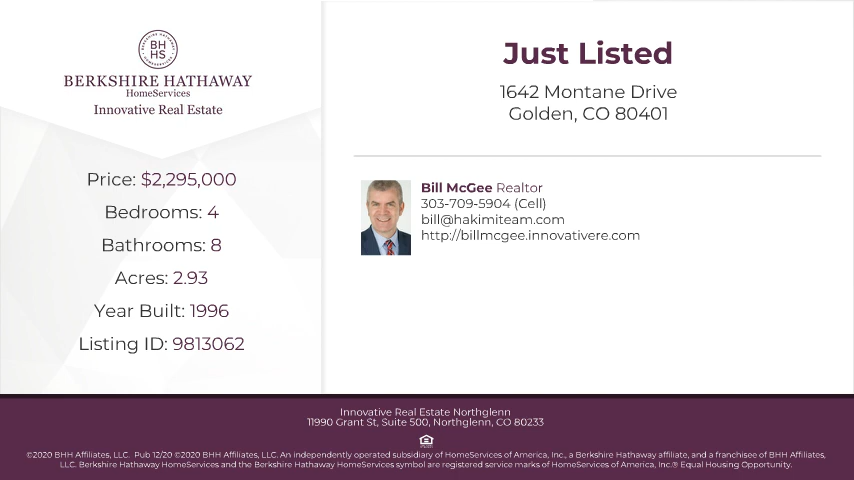 BH
HS
BERKSHIRE HATHAWAY
HomeServices
Innovative Real Estate
Price: $2,295,000
Bedrooms: 4
Bathrooms: 8
Acres: 2.93
Year Built: 1996
Listing ID: 9813062
Just Listed
1642 Montane Drive
Golden, CO 80401
Bill McGee Realtor
303-709-5904 (Cell)
bill@hakimiteam.com
http://billmcgee.innovativere.com
Innovative Real Estate Northglenn
11990 Grant St, Suite 500, Northglenn, CO 80233
©2020 BHH Affiliates, LLC. Pub 12/20 ©2020 BHH Affiliates, LLC. An independently operated subsidiary of HomeServices of America, Inc., a Berkshire Hathaway affiliate, and a franchisee of BHH Affiliates,
LLC. Berkshire Hathaway HomeServices and the Berkshire Hathaway HomeServices symbol are registered service marks of HomeServices of America, Inc.® Equal Housing Opportunity.